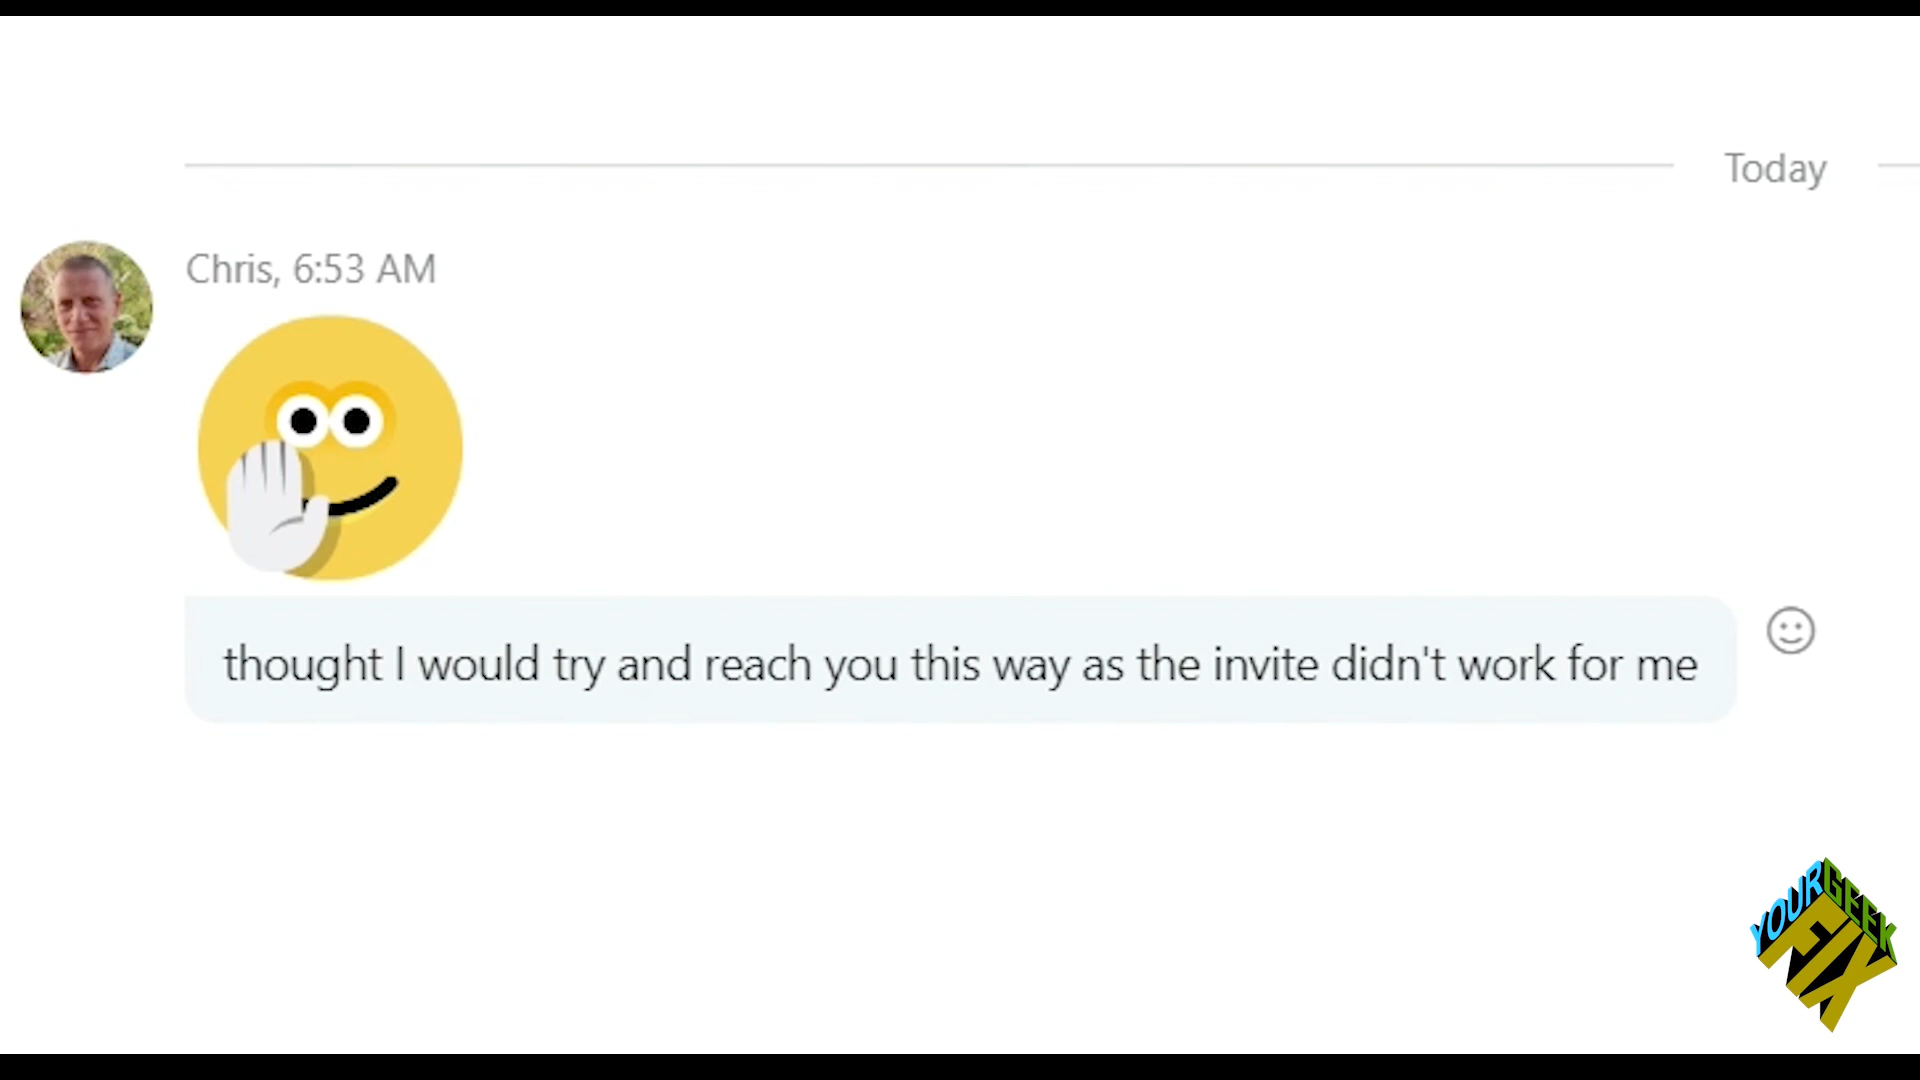 Today
Chris, 6:53 AM
thought I would try and reach you this way as the invite didn't work for me
YOURGEEK
FIX